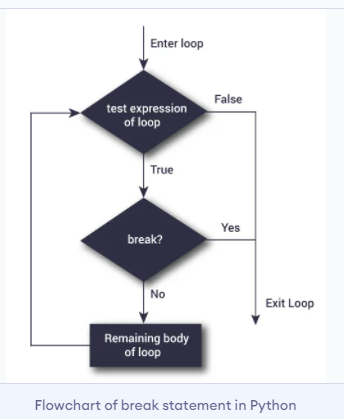 Enter loop
test expression
of loop
False
True
break?
Yes
No
Exit Loop
Remaining body
of loop
Flowchart of break statement in Python